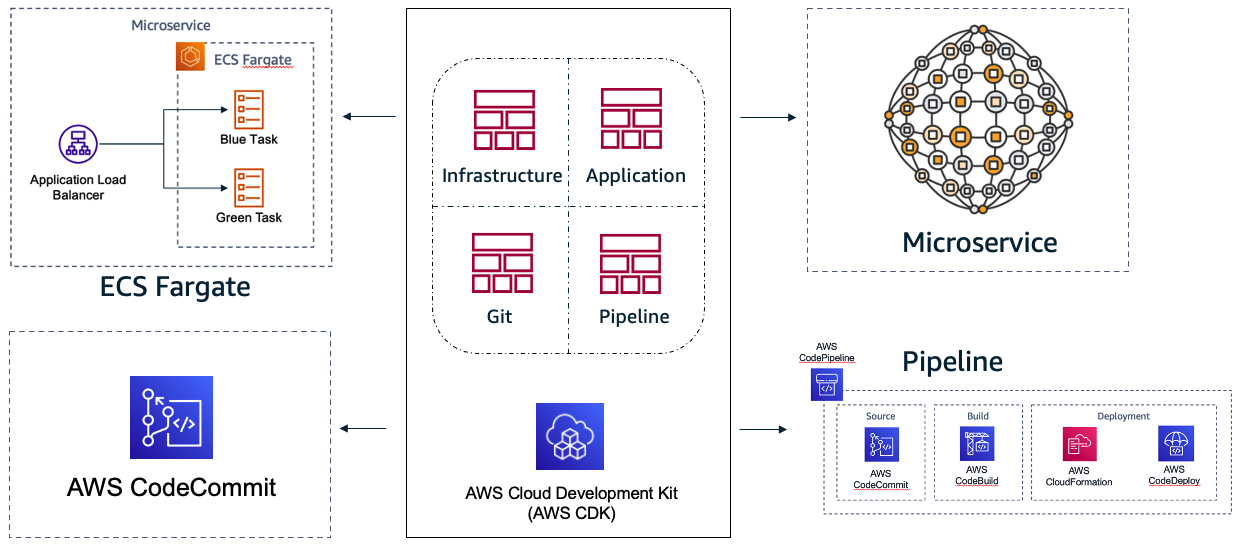 Microservice
ECS Fargate
Blue Task
Application Load
Balancer
Green Task
ECS Fargate
AWS CodeCommit
Infrastructure
Application
Git
Pipeline
AWS Cloud Development Kit
(AWS CDK)
Microservice
Pipeline
AWS
CodePipeline
Source
AWS
CodeCommit
Build
AWS
CodeBuild
Deployment
AWS
CloudFormation
AWS
CodeDeploy